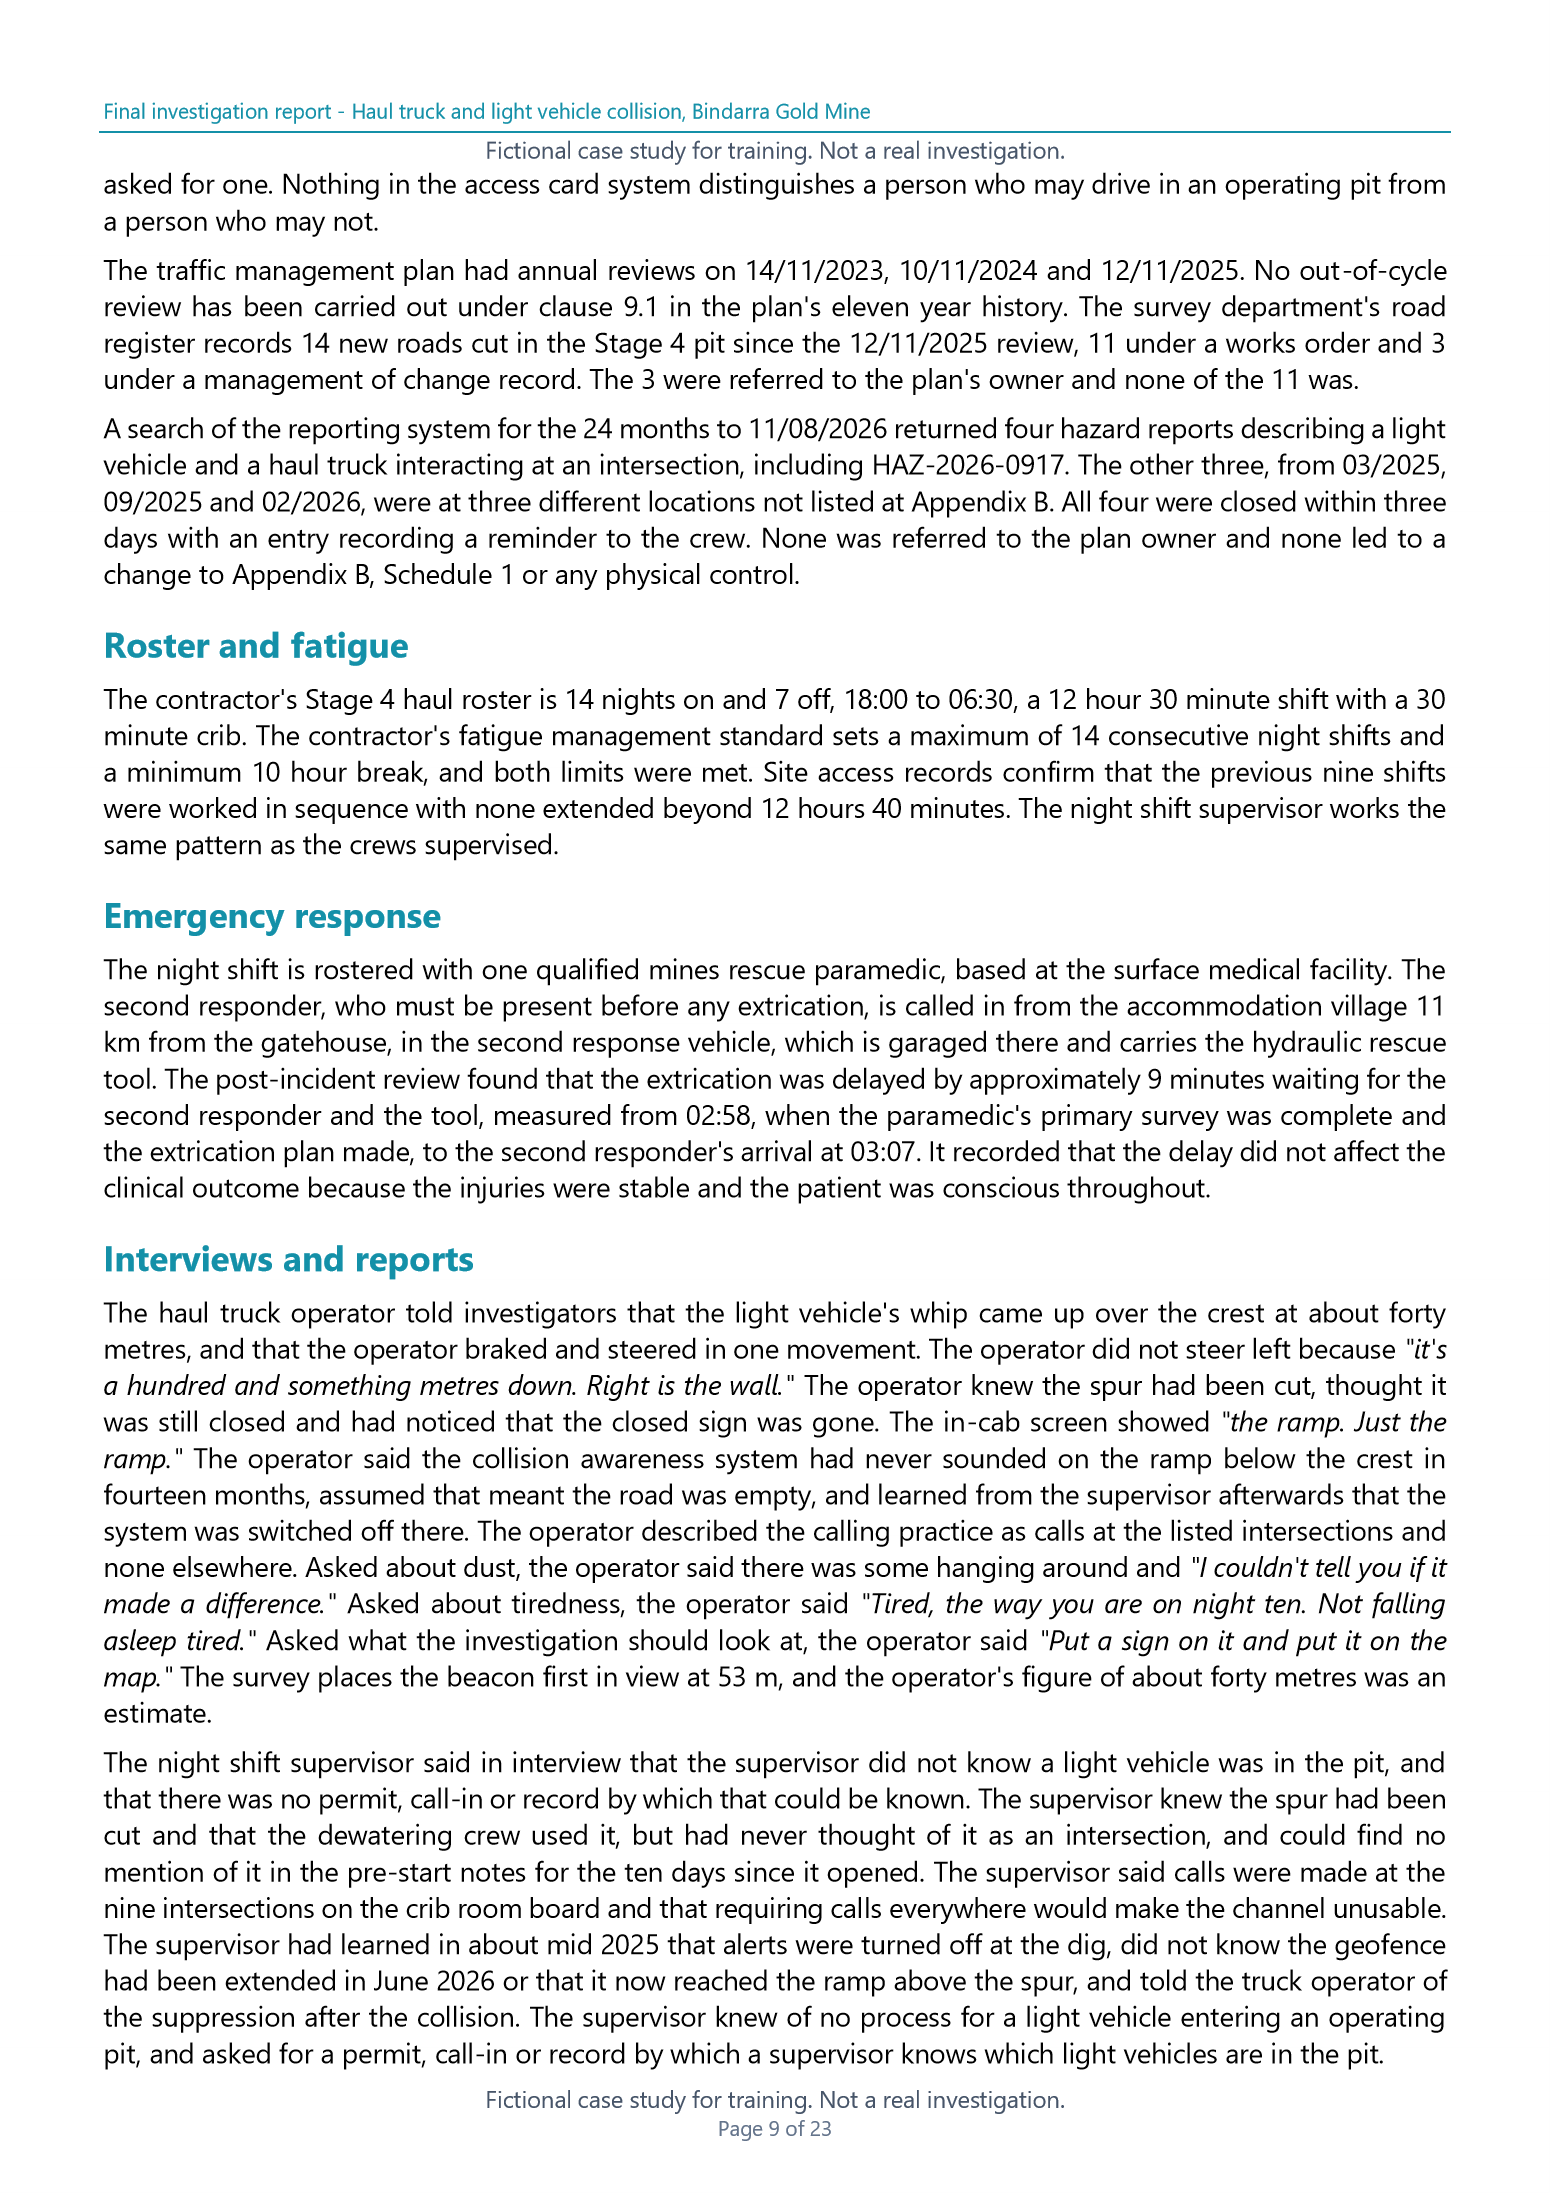 Final investigation report - Haul truck and light vehicle collision, Bindarra Gold Mine
Fictional case study for training. Not a real investigation.
asked for one. Nothing in the access card system distinguishes a person who may drive in an operating pit from
a person who may not.
The traffic management plan had annual reviews on 14/11/2023, 10/11/2024 and 12/11/2025. No out-of-cycle
review has been carried out under clause 9.1 in the plan's eleven year history. The survey department's road
register records 14 new roads cut in the Stage 4 pit since the 12/11/2025 review, 11 under a works order and 3
under a management of change record. The 3 were referred to the plan's owner and none of the 11 was.
A search of the reporting system for the 24 months to 11/08/2026 returned four hazard reports describing a light
vehicle and a haul truck interacting at an intersection, including HAZ-2026-0917. The other three, from 03/2025,
09/2025 and 02/2026, were at three different locations not listed at Appendix B. All four were closed within three
days with an entry recording a reminder to the crew. None was referred to the plan owner and none led to a
change to Appendix B, Schedule 1 or any physical control.
Roster and fatigue
The contractor's Stage 4 haul roster is 14 nights on and 7 off, 18:00 to 06:30, a 12 hour 30 minute shift with a 30
minute crib. The contractor's fatigue management standard sets a maximum of 14 consecutive night shifts and
a minimum 10 hour break, and both limits were met. Site access records confirm that the previous nine shifts
were worked in sequence with none extended beyond 12 hours 40 minutes. The night shift supervisor works the
same pattern as the crews supervised.
Emergency response
The night shift is rostered with one qualified mines rescue paramedic, based at the surface medical facility. The
second responder, who must be present before any extrication, is called in from the accommodation village 11
km from the gatehouse, in the second response vehicle, which is garaged there and carries the hydraulic rescue
tool. The post-incident review found that the extrication was delayed by approximately 9 minutes waiting for the
second responder and the tool, measured from 02:58, when the paramedic's primary survey was complete and
the extrication plan made, to the second responder's arrival at 03:07. It recorded that the delay did not affect the
clinical outcome because the injuries were stable and the patient was conscious throughout.
Interviews and reports
The haul truck operator told investigators that the light vehicle's whip came up over the crest at about forty
metres, and that the operator braked and steered in one movement. The operator did not steer left because "it's
a hundred and something metres down. Right is the wall." The operator knew the spur had been cut, thought it
was still closed and had noticed that the closed sign was gone. The in-cab screen showed "the ramp. Just the
ramp." The operator said the collision awareness system had never sounded on the ramp below the crest in
fourteen months, assumed that meant the road was empty, and learned from the supervisor afterwards that the
system was switched off there. The operator described the calling practice as calls at the listed intersections and
none elsewhere. Asked about dust, the operator said there was some hanging around and "I couldn't tell you if it
made a difference." Asked about tiredness, the operator said "Tired, the way you are on night ten. Not falling
asleep tired." Asked what the investigation should look at, the operator said "Put a sign on it and put it on the
map." The survey places the beacon first in view at 53 m, and the operator's figure of about forty metres was an
estimate.
The night shift supervisor said in interview that the supervisor did not know a light vehicle was in the pit, and
that there was no permit, call-in or record by which that could be known. The supervisor knew the spur had been
cut and that the dewatering crew used it, but had never thought of it as an intersection, and could find no
mention of it in the pre-start notes for the ten days since it opened. The supervisor said calls were made at the
nine intersections on the crib room board and that requiring calls everywhere would make the channel unusable.
The supervisor had learned in about mid 2025 that alerts were turned off at the dig, did not know the geofence
had been extended in June 2026 or that it now reached the ramp above the spur, and told the truck operator of
the suppression after the collision. The supervisor knew of no process for a light vehicle entering an operating
pit, and asked for a permit, call-in or record by which a supervisor knows which light vehicles are in the pit.
Fictional case study for training. Not a real investigation.
Page 9 of 23